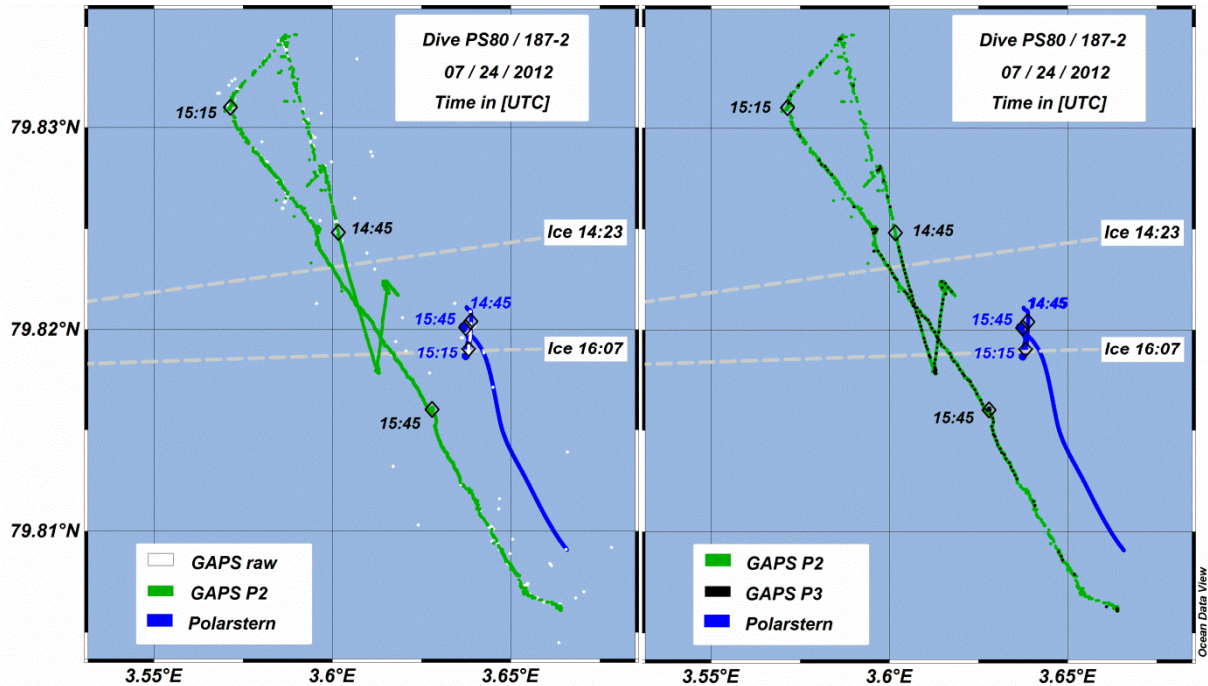 Dive PS80 / 187-2
07 / 24 / 2012
Time in [UTC]
15:15
79.83°N
14:45
Ice 14:23
14:45
15:45
79.82°N
15:15
Ice 16:07
15:45
79.81°N
GAPS raw
GAPS P2
Polarstern
3.55°E
3.6°E
3.65°E
Dive PS80 / 187-2
07 / 24 / 2012
Time in [UTC]
15:15
14:45
Ice 14:23
14:45
15:45
15:15
Ice 16:07
15:45
GAPS P2
GAPS P3
Polarstern
3.55°E
3.6°E
3.65°E
Ocean Data View